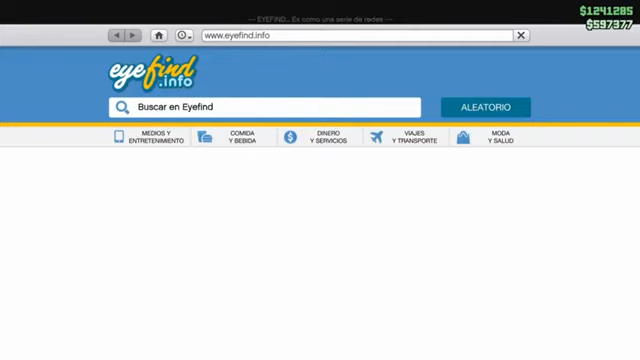 --- EYEFIND... Es como una serie de redes ---
$1241285
$597377
www.eyefind.info
eyefind
.info
Buscar en Eyefind
ALEATORIO
MEDIOS Y
ENTRETENIMIENTO
COMIDA
Y BEBIDA
DINERO
Y SERVICIOS
VIAJES
Y TRANSPORTE
MODA
Y SALUD